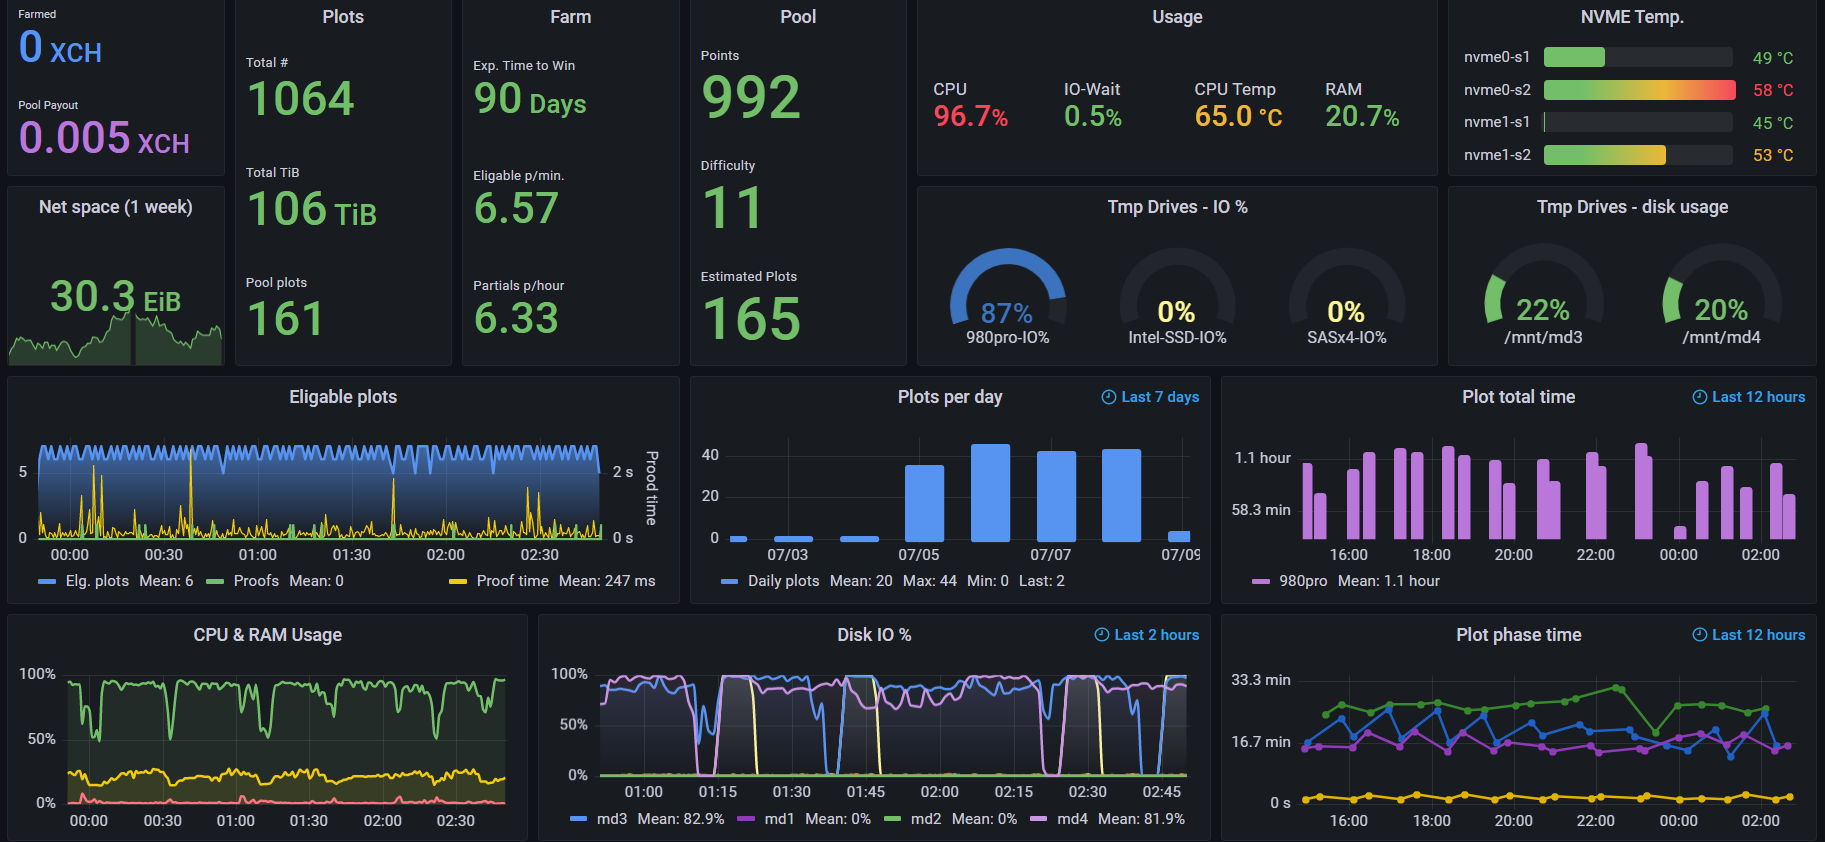 Farmed
0 XCH
Pool Payout
0.005 XCH
Net space (1 week)
30.3 EiB
Plots
Total #
1064
Total TiB
106 TiB
Pool plots
161
Farm
Exp. Time to Win
90 Days
Eligable p/min.
6.57
Partials p/hour
6.33
Pool
Points
992
Difficulty
11
Estimated Plots
165
Usage
CPU IO-Wait CPU Temp RAM
96.7% 0.5% 65.0 °C 20.7%
NVME Temp.
nvme0-s1 49 °C
nvme0-s2 58 °C
nvme1-s1 45 °C
nvme1-s2 53 °C
Tmp Drives - IO %
87% 0% 0%
980pro-IO% Intel-SSD-IO% SASx4-IO%
Tmp Drives - disk usage
22% 20%
/mnt/md3 /mnt/md4
Eligable plots
5 2 s
0 0 s
Prood time
00:00 00:30 01:00 01:30 02:00 02:30
Elg. plots Mean: 6 Proofs Mean: 0 Proof time Mean: 247 ms
Plots per day Last 7 days
40
20
0
07/03 07/05 07/07 07/09
Daily plots Mean: 20 Max: 44 Min: 0 Last: 2
Plot total time Last 12 hours
1.1 hour
58.3 min
16:00 18:00 20:00 22:00 00:00 02:00
980pro Mean: 1.1 hour
CPU & RAM Usage
100%
50%
0%
00:00 00:30 01:00 01:30 02:00 02:30
Disk IO % Last 2 hours
100%
50%
0%
01:00 01:15 01:30 01:45 02:00 02:15 02:30 02:45
md3 Mean: 82.9% md1 Mean: 0% md2 Mean: 0% md4 Mean: 81.9%
Plot phase time Last 12 hours
33.3 min
16.7 min
0 s
16:00 18:00 20:00 22:00 00:00 02:00